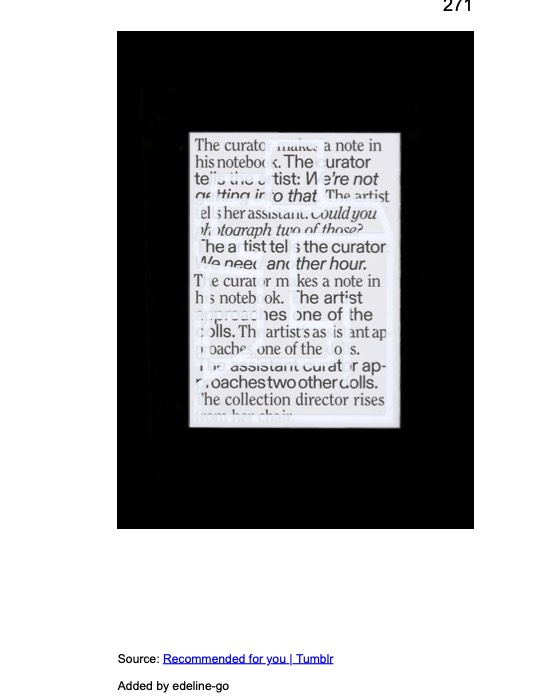 271
The curator makes a note in
his notebook. The curator
tells the artist: We're not
getting into that. The artist
tells her assistant: Could you
photograph two of those?
The artist tells the curator:
We need another hour.
The curator makes a note in
his notebook. The artist
approaches one of the
dolls. The artist's assistant ap-
proaches one of the dolls.
The assistant curator ap-
proaches two other dolls.
The collection director rises
from her chair.
Source: Recommended for you | Tumblr
Added by edeline-go